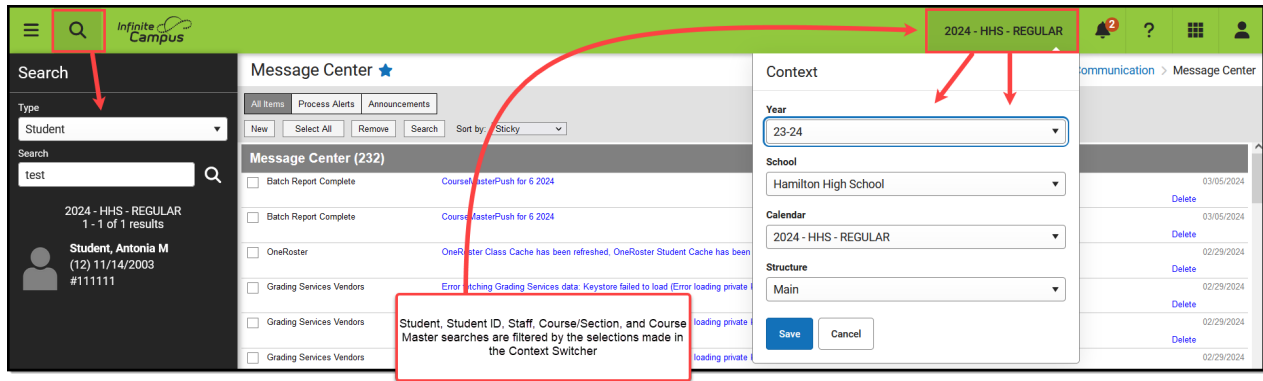 Infinite
Campus
2024 - HHS - REGULAR
2
?
Search
Type
Student
Search
test
2024 - HHS - REGULAR
1 - 1 of 1 results
Student, Antonia M
(12) 11/14/2003
#111111
Message Center
Communication > Message Center
All Items Process Alerts Announcements
New Select All Remove Search Sort by: Sticky
Message Center (232)
Batch Report Complete CourseMasterPush for 6 2024 03/05/2024
Delete
Batch Report Complete CourseMasterPush for 6 2024 03/05/2024
Delete
OneRoster OneRoster Class Cache has been refreshed, OneRoster Student Cache has been 02/29/2024
Delete
Grading Services Vendors Error fetching Grading Services data: Keystore failed to load (Error loading private 02/29/2024
Delete
Grading Services Vendors loading private 02/29/2024
Delete
Grading Services Vendors loading private 02/29/2024
Student, Student ID, Staff, Course/Section, and Course
Master searches are filtered by the selections made in
the Context Switcher
Context
Year
23-24
School
Hamilton High School
Calendar
2024 - HHS - REGULAR
Structure
Main
Save Cancel